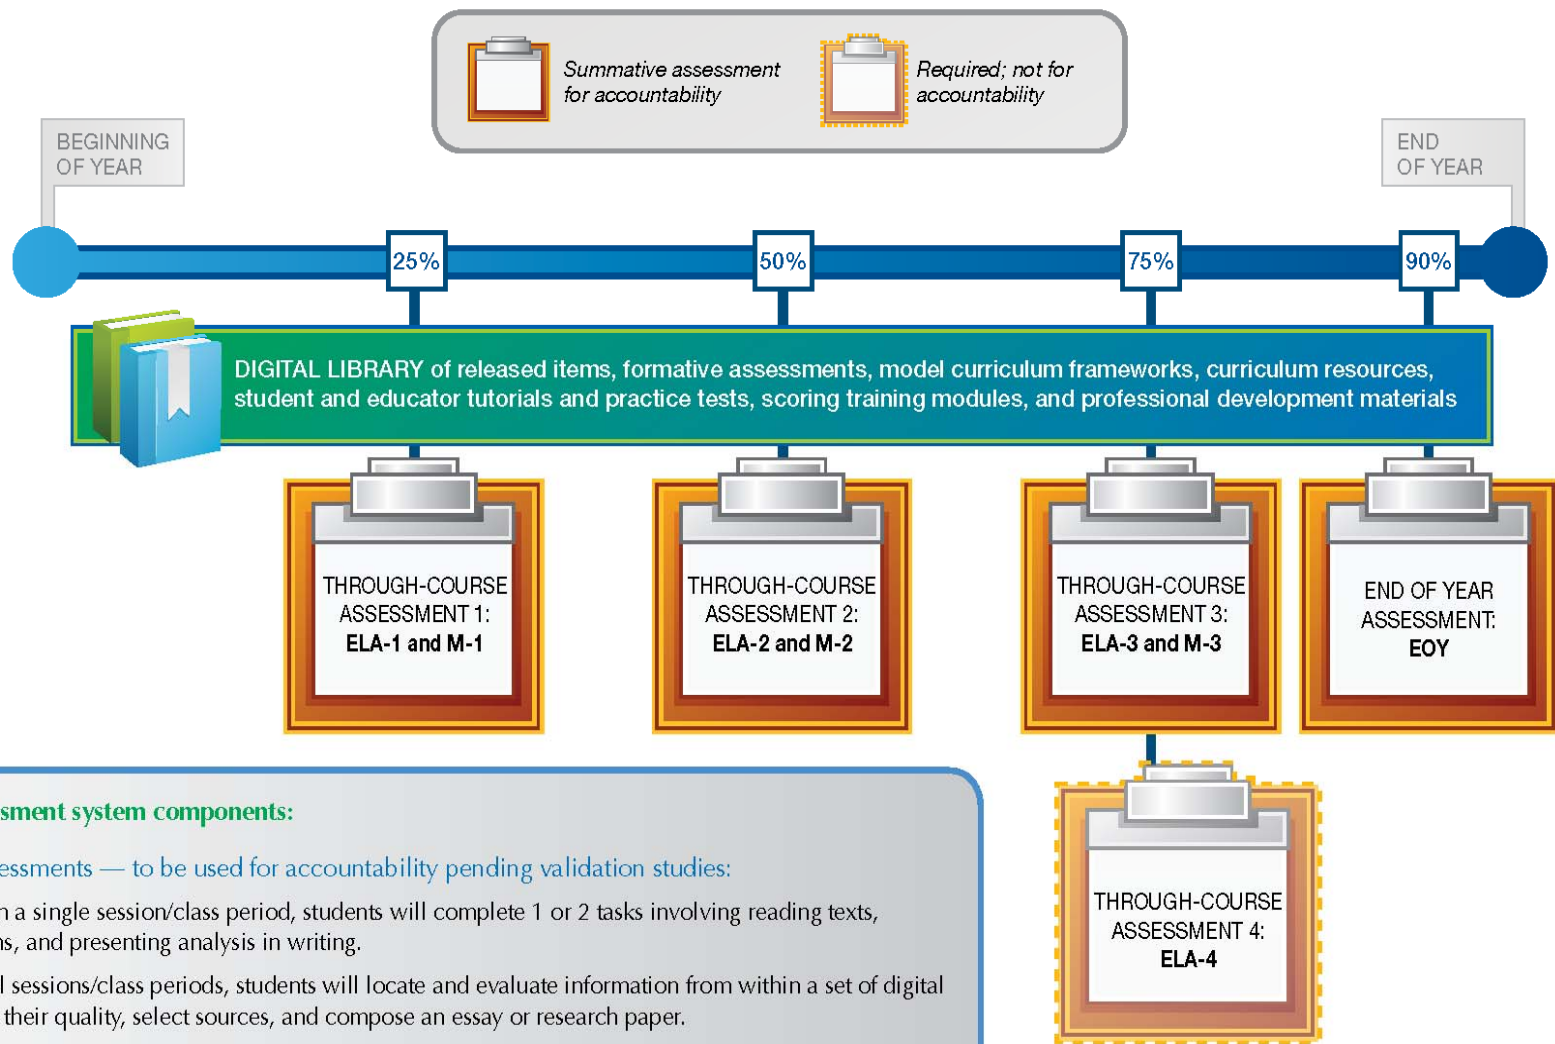 Summative assessment
for accountability
Required; not for
accountability
BEGINNING
OF YEAR
END
OF YEAR
25%
50%
75%
90%
DIGITAL LIBRARY of released items, formative assessments, model curriculum frameworks, curriculum resources,
student and educator tutorials and practice tests, scoring training modules, and professional development materials
THROUGH-COURSE
ASSESSMENT 1:
ELA-1 and M-1
THROUGH-COURSE
ASSESSMENT 2:
ELA-2 and M-2
THROUGH-COURSE
ASSESSMENT 3:
ELA-3 and M-3
END OF YEAR
ASSESSMENT:
EOY
THROUGH-COURSE
ASSESSMENT 4:
ELA-4
system components:
— to be used for accountability pending validation studies:
a single session/class period, students will complete 1 or 2 tasks involving reading texts,
and presenting analysis in writing.
sessions/class periods, students will locate and evaluate information from within a set of digital
their quality, select sources, and compose an essay or research paper.